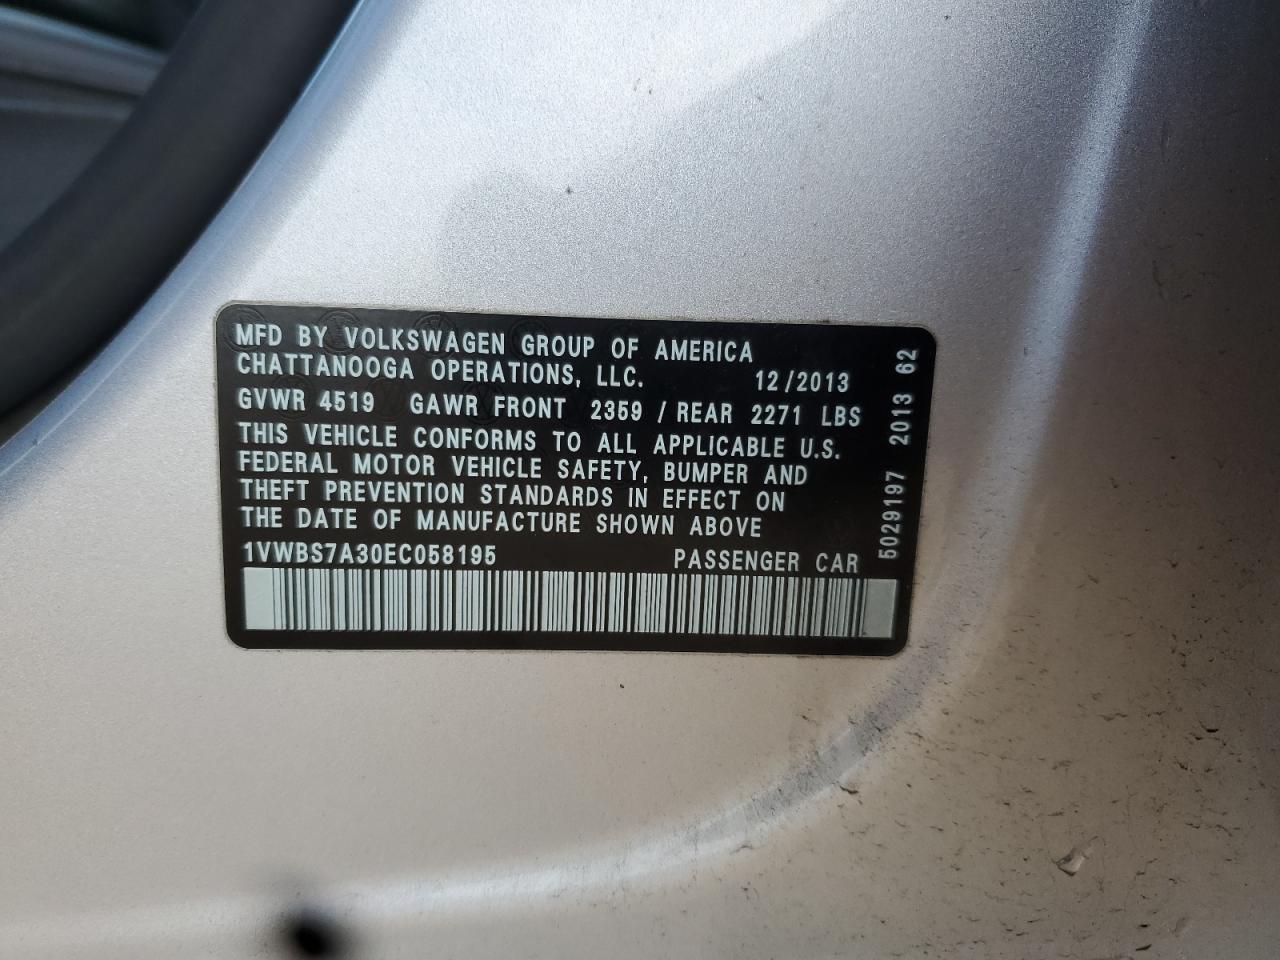 MFD BY VOLKSWAGEN GROUP OF AMERICA
CHATTANOOGA OPERATIONS, LLC. 12/2013
GVWR 4519 GAWR FRONT 2359 / REAR 2271 LBS
THIS VEHICLE CONFORMS TO ALL APPLICABLE U.S.
FEDERAL MOTOR VEHICLE SAFETY, BUMPER AND
THEFT PREVENTION STANDARDS IN EFFECT ON
THE DATE OF MANUFACTURE SHOWN ABOVE
1VWBS7A30EC058195 PASSENGER CAR
5029197 2013 62